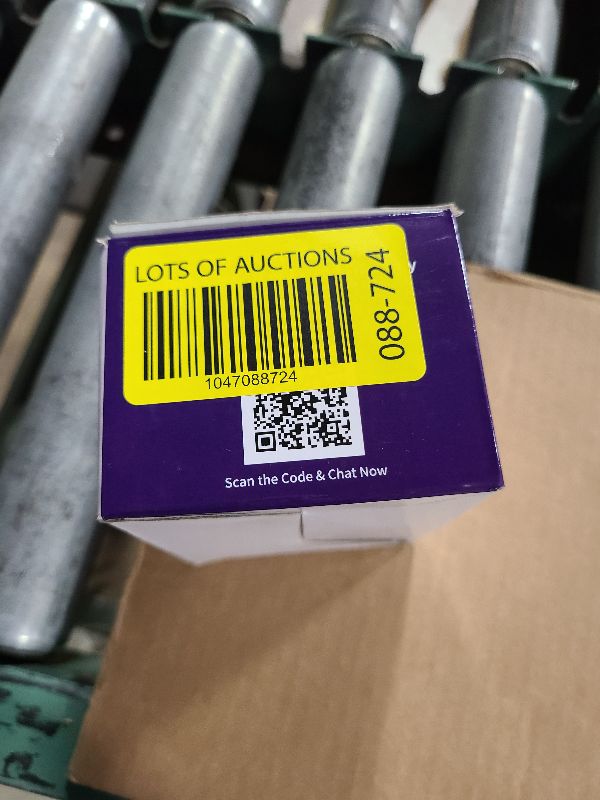 LOTS OF AUCTIONS
088-724
1047088724
Scan the Code & Chat Now